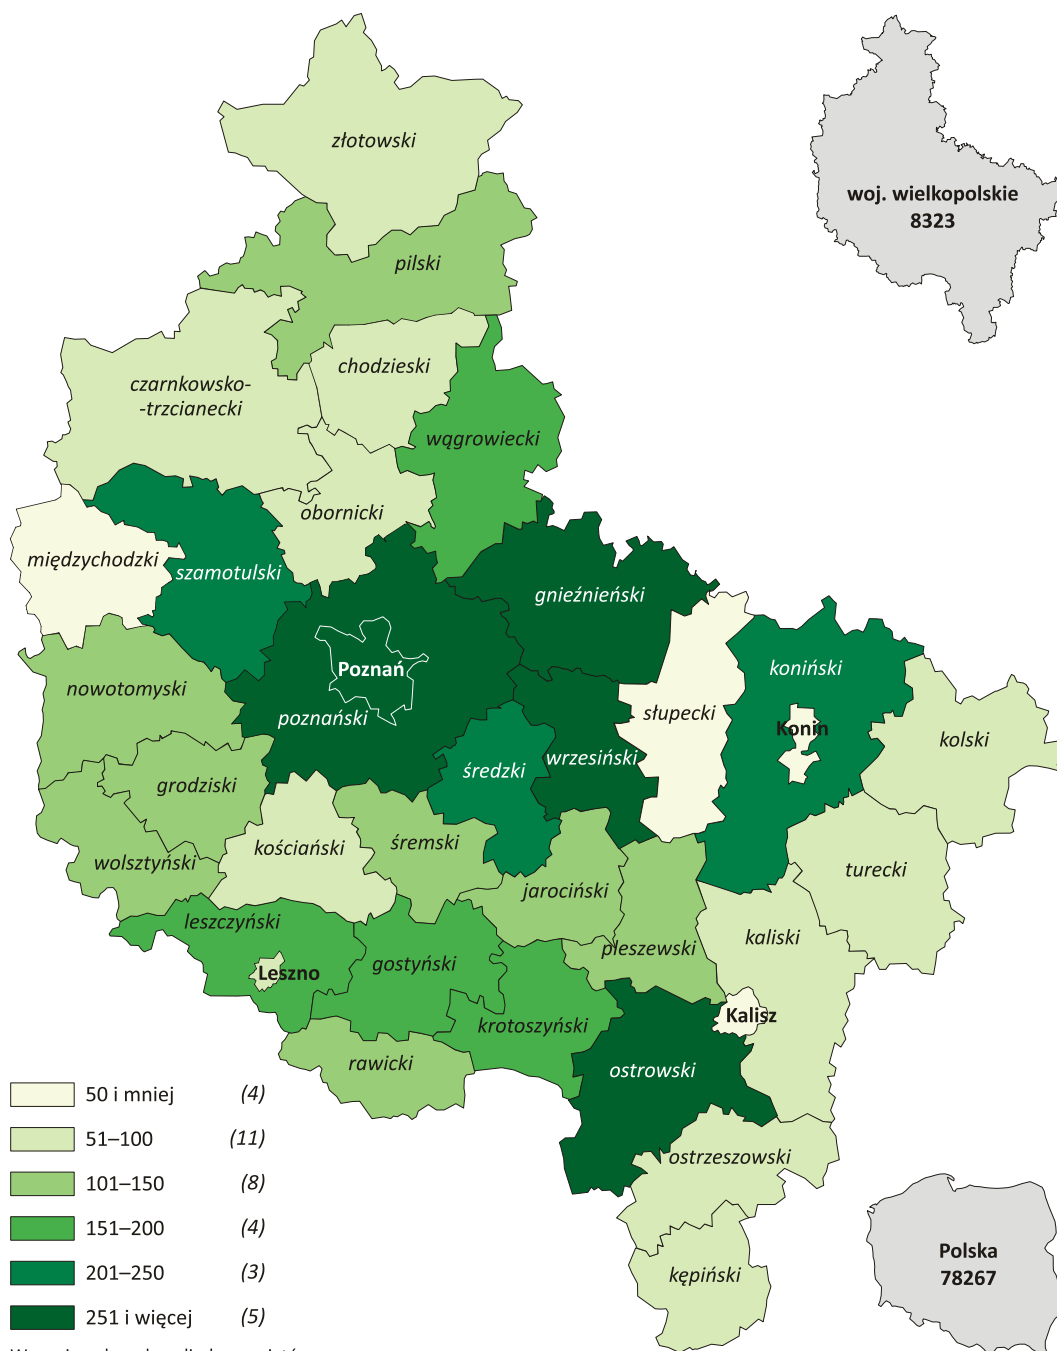 złotowski
woj. wielkopolskie
8323
pilski
chodzieski
czarnkowsko-
-trzcianecki
wągrowiecki
obornicki
międzychodzki
szamotulski
gnieźnieński
Poznań
koniński
nowotomyski
poznański
słupecki
Konin
kolski
średzki
wrzesiński
grodziski
kościański
śremski
wolsztyński
turecki
jarociński
leszczyński
kaliski
pleszewski
Leszno
gostyński
Kalisz
krotoszyński
rawicki
ostrowski
50 i mniej (4)
51–100 (11)
ostrzeszowski
101–150 (8)
151–200 (4)
Polska
78267
201–250 (3)
kępiński
251 i więcej (5)